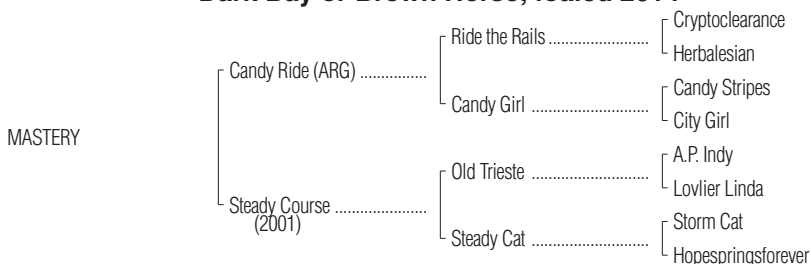 Dark Bay or Brown Horse; foaled 2014
Cryptoclearance
Ride the Rails ......................
Herbalesian
Candy Ride (ARG) ...............
Candy Stripes
Candy Girl ..........................
City Girl
MASTERY
A.P. Indy
Old Trieste ..........................
Lovlier Linda
Steady Course .....................
(2001)
Storm Cat
Steady Cat ..........................
Hopespringsforever